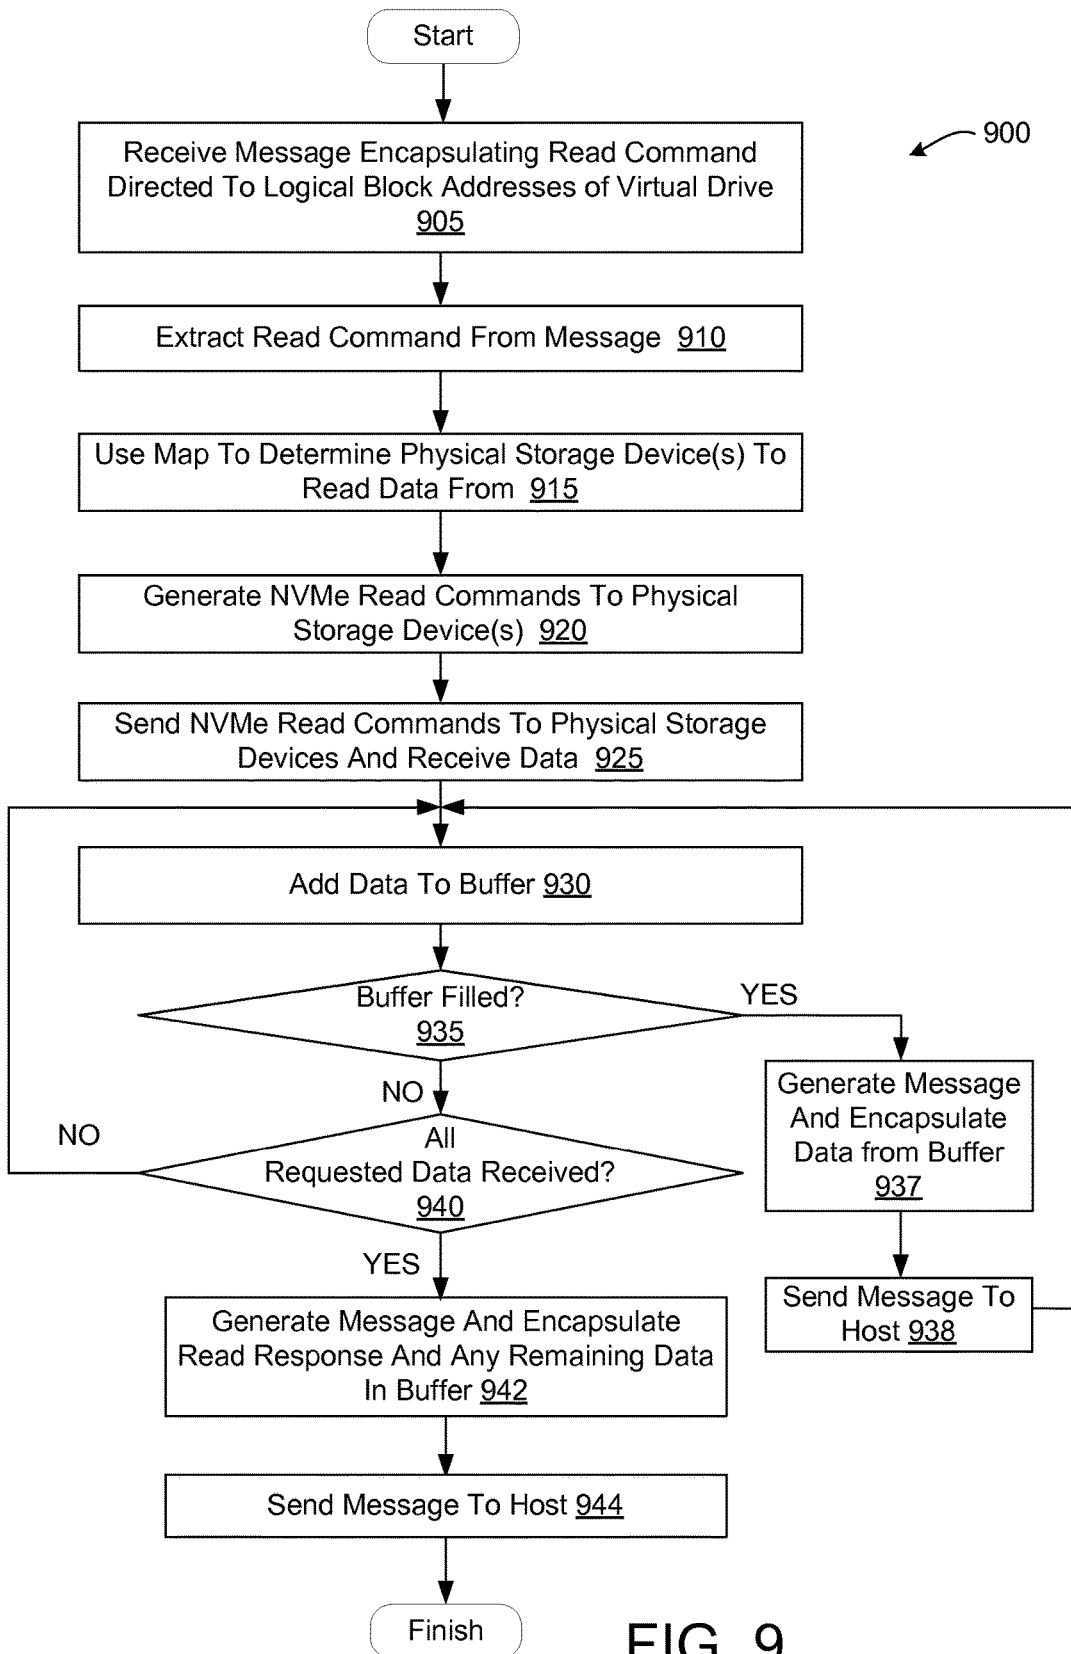 Start
900
Receive Message Encapsulating Read Command
Directed To Logical Block Addresses of Virtual Drive
905
Extract Read Command From Message 910
Use Map To Determine Physical Storage Device(s) To
Read Data From 915
Generate NVMe Read Commands To Physical
Storage Device(s) 920
Send NVMe Read Commands To Physical Storage
Devices And Receive Data 925
Add Data To Buffer 930
Buffer Filled?
935
YES
NO
Generate Message
And Encapsulate
Data from Buffer
937
Send Message To
Host 938
All
Requested Data Received?
940
NO
YES
Generate Message And Encapsulate
Read Response And Any Remaining Data
In Buffer 942
Send Message To Host 944
Finish
FIG. 9